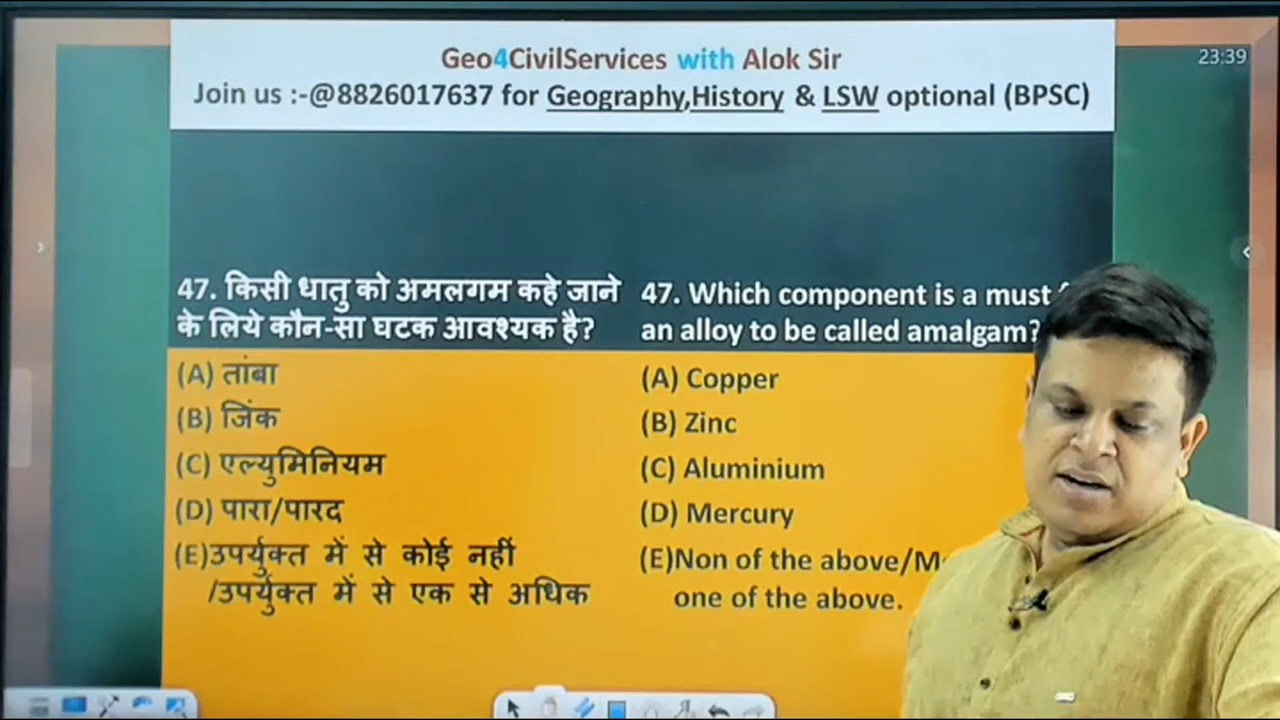 Geo4CivilServices with Alok Sir
Join us :-@8826017637 for Geography,History & LSW optional (BPSC)
23:39
47. किसी धातु को अमलगम कहे जाने
के लिये कौन-सा घटक आवश्यक है?
(A) तांबा
(B) जिंक
(C) एल्युमिनियम
(D) पारा/पारद
(E)उपर्युक्त में से कोई नहीं
/उपर्युक्त में से एक से अधिक
47. Which component is a must
an alloy to be called amalgam?
(A) Copper
(B) Zinc
(C) Aluminium
(D) Mercury
(E)Non of the above/M
one of the above.